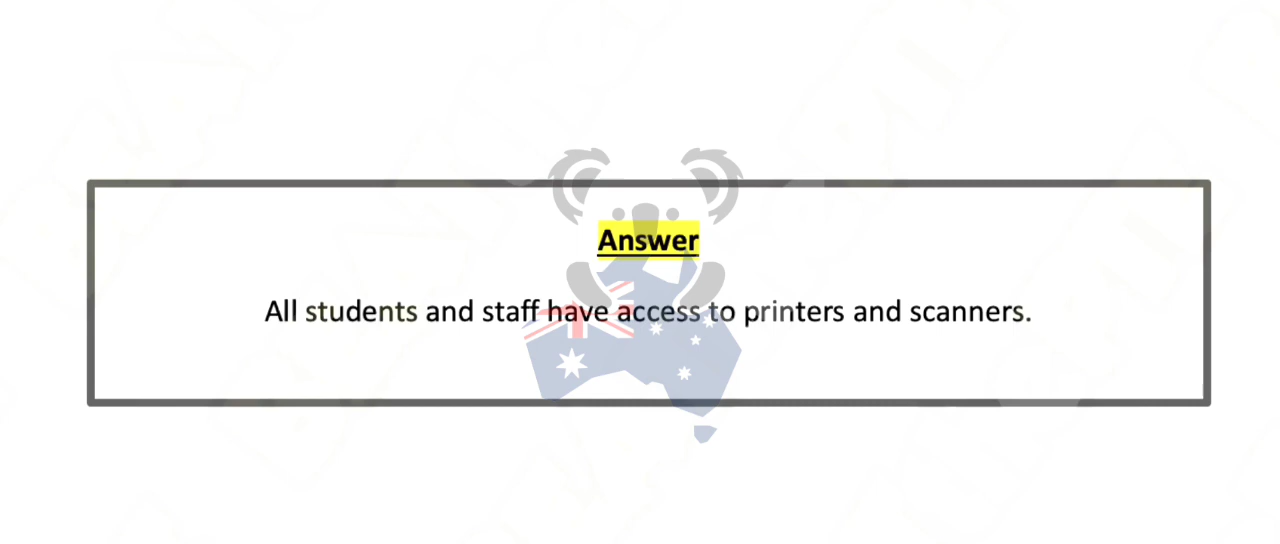 Answer
All students and staff have access to printers and scanners.